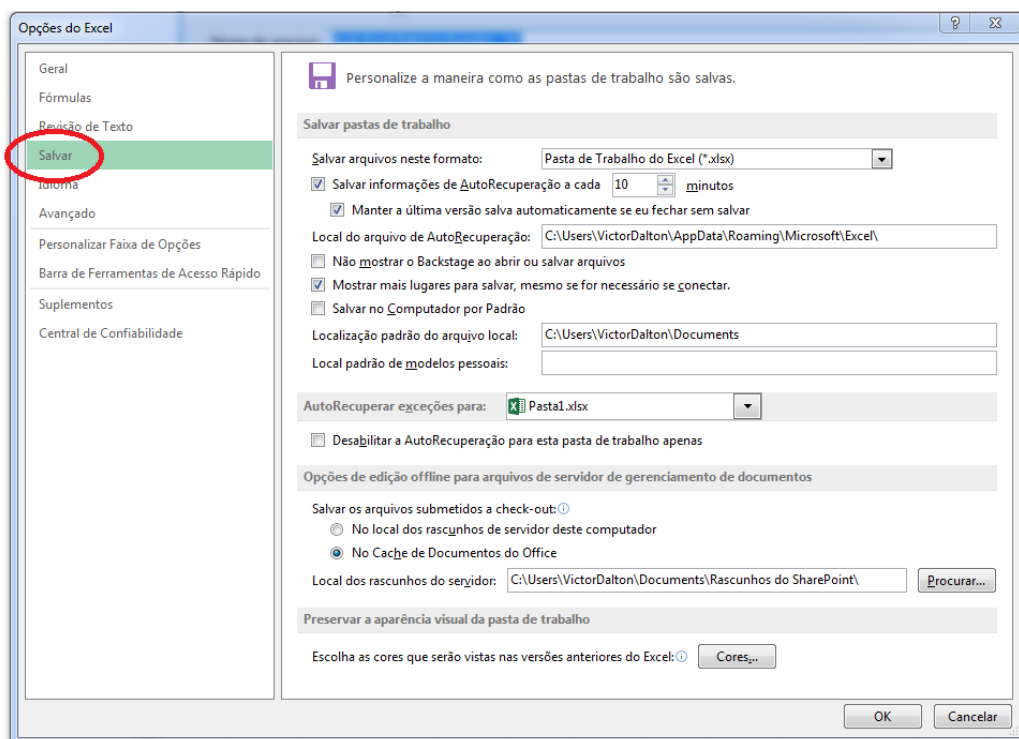 Opções do Excel
Geral
Fórmulas
Revisão de Texto
Salvar
Idioma
Avançado
Personalizar Faixa de Opções
Barra de Ferramentas de Acesso Rápido
Suplementos
Central de Confiabilidade
Personalize a maneira como as pastas de trabalho são salvas.
Salvar pastas de trabalho
Salvar arquivos neste formato: Pasta de Trabalho do Excel (*.xlsx)
Salvar informações de AutoRecuperação a cada 10 minutos
Manter a última versão salva automaticamente se eu fechar sem salvar
Local do arquivo de AutoRecuperação: C:\Users\VictorDalton\AppData\Roaming\Microsoft\Excel\
Não mostrar o Backstage ao abrir ou salvar arquivos
Mostrar mais lugares para salvar, mesmo se for necessário se conectar.
Salvar no Computador por Padrão
Localização padrão do arquivo local: C:\Users\VictorDalton\Documents
Local padrão de modelos pessoais:
AutoRecuperar exceções para: Pasta1.xlsx
Desabilitar a AutoRecuperação para esta pasta de trabalho apenas
Opções de edição offline para arquivos de servidor de gerenciamento de documentos
Salvar os arquivos submetidos a check-out:
No local dos rascunhos de servidor deste computador
No Cache de Documentos do Office
Local dos rascunhos do servidor: C:\Users\VictorDalton\Documents\Rascunhos do SharePoint\ Procurar...
Preservar a aparência visual da pasta de trabalho
Escolha as cores que serão vistas nas versões anteriores do Excel: Cores...
OK Cancelar